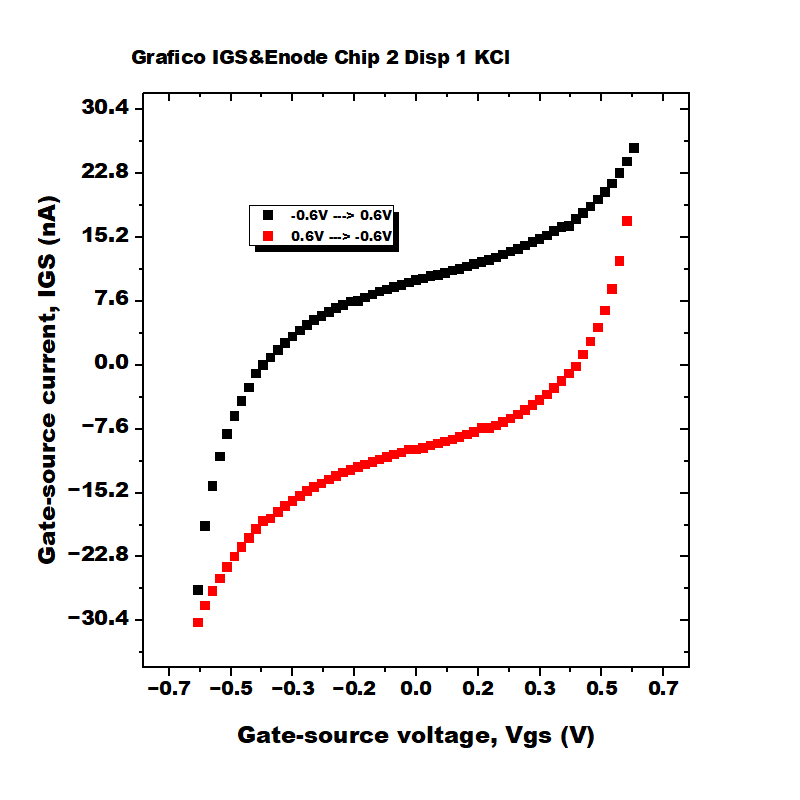 Grafico IGS&Enode Chip 2 Disp 1 KCl
30.4
22.8
15.2
7.6
0.0
−7.6
−15.2
−22.8
−30.4
Gate-source current, IGS (nA)
-0.6V ---> 0.6V
0.6V ---> -0.6V
−0.7 −0.5 −0.3 −0.2 0.0 0.2 0.3 0.5 0.7
Gate-source voltage, Vgs (V)